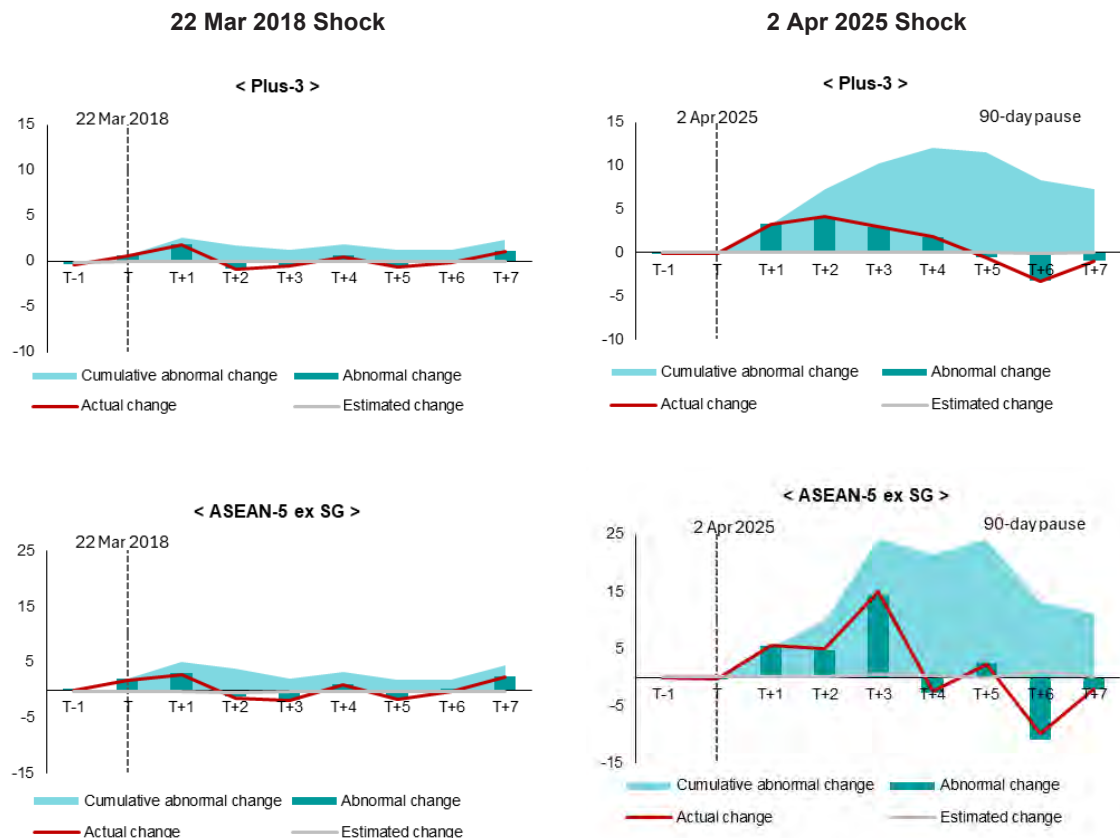 22 Mar 2018 Shock
2 Apr 2025 Shock
< Plus-3 >
22 Mar 2018
15
10
5
0
-5
-10
T-1 T T+1 T+2 T+3 T+4 T+5 T+6 T+7
Cumulative abnormal change Abnormal change
Actual change Estimated change
< Plus-3 >
2 Apr 2025 90-day pause
15
10
5
0
-5
-10
T-1 T T+1 T+2 T+3 T+4 T+5 T+6 T+7
Cumulative abnormal change Abnormal change
Actual change Estimated change
< ASEAN-5 ex SG >
22 Mar 2018
25
15
5
-5
-15
T-1 T T+1 T+2 T+3 T+4 T+5 T+6 T+7
Cumulative abnormal change Abnormal change
Actual change Estimated change
< ASEAN-5 ex SG >
2 Apr 2025 90-day pause
25
15
5
-5
-15
T-1 T T+1 T+2 T+3 T+4 T+5 T+6 T+7
Cumulative abnormal change Abnormal change
Actual change Estimated change